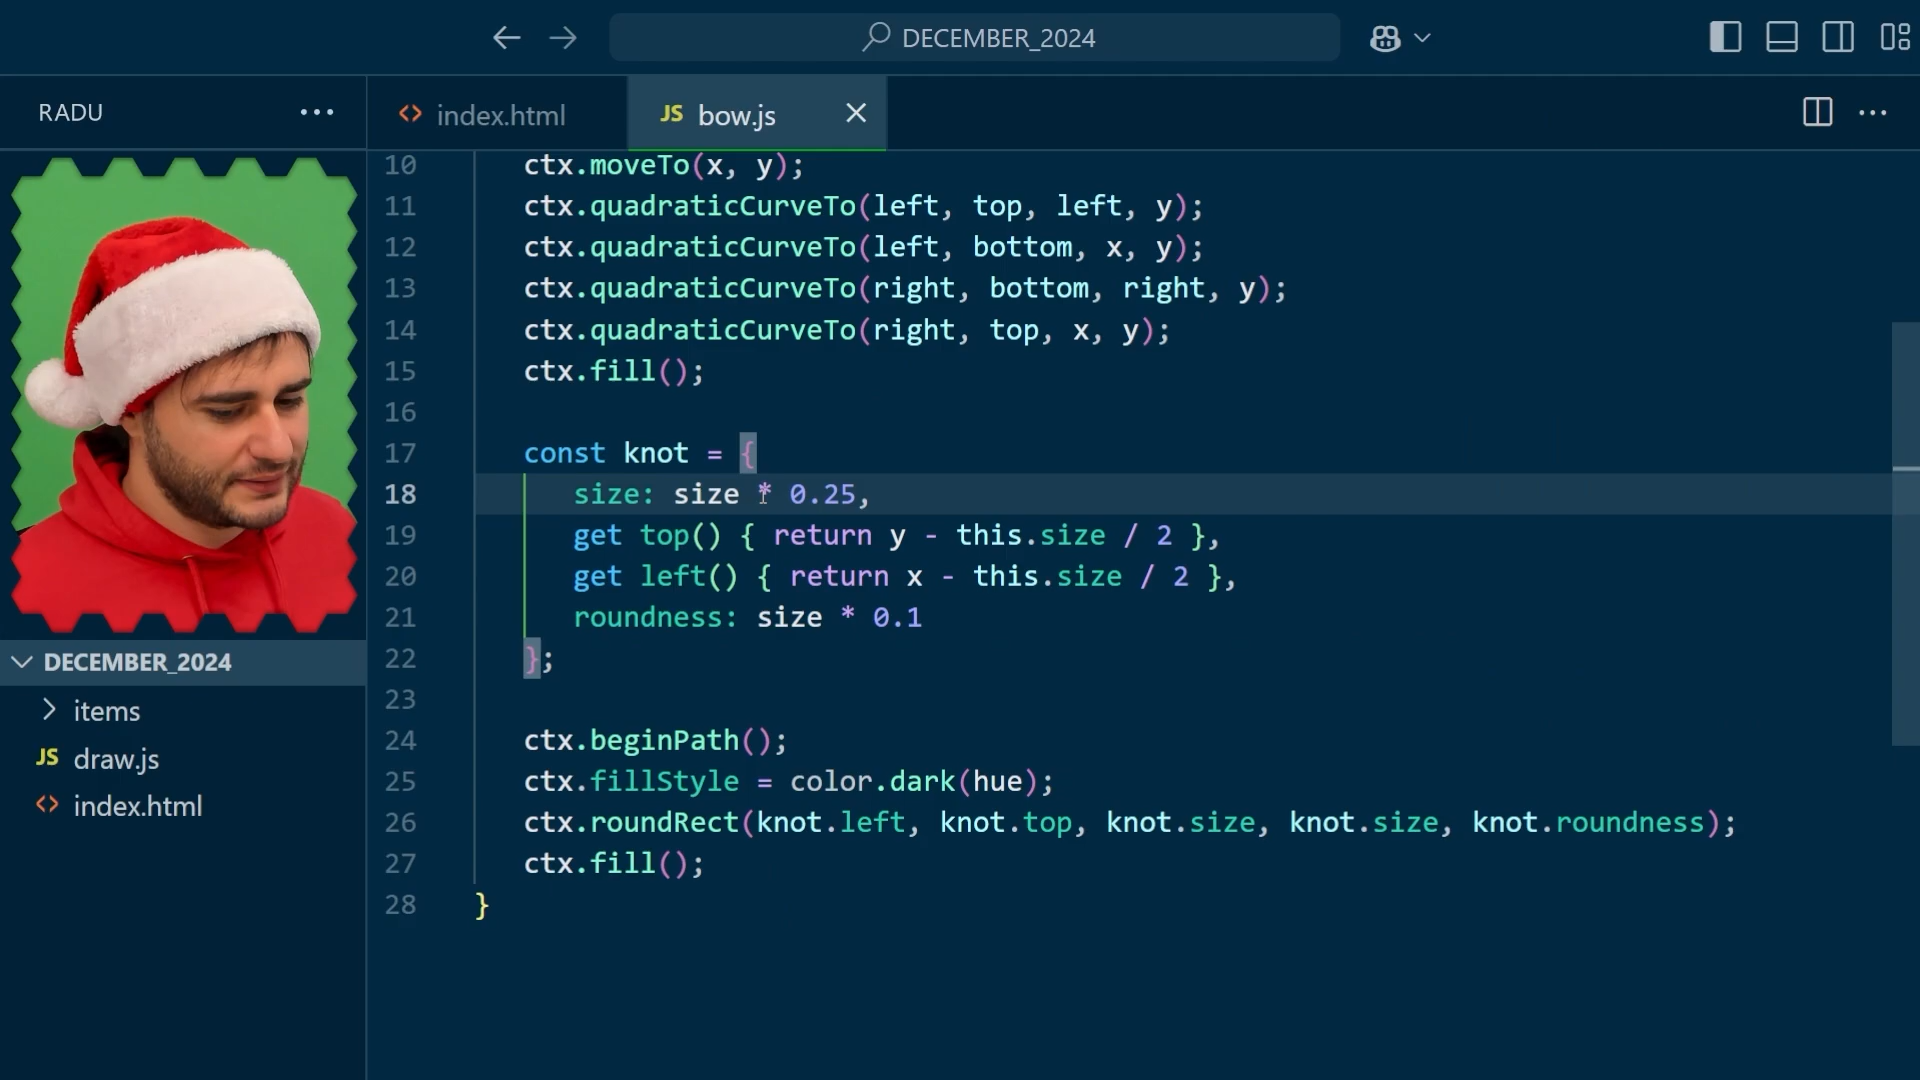 DECEMBER_2024
RADU
index.html
JS bow.js
10 ctx.moveTo(x, y);
11 ctx.quadraticCurveTo(left, top, left, y);
12 ctx.quadraticCurveTo(left, bottom, x, y);
13 ctx.quadraticCurveTo(right, bottom, right, y);
14 ctx.quadraticCurveTo(right, top, x, y);
15 ctx.fill();
16
17 const knot = {
18 size: size * 0.25,
19 get top() { return y - this.size / 2 },
20 get left() { return x - this.size / 2 },
21 roundness: size * 0.1
22 };
23
24 ctx.beginPath();
25 ctx.fillStyle = color.dark(hue);
26 ctx.roundRect(knot.left, knot.top, knot.size, knot.size, knot.roundness);
27 ctx.fill();
28 }
DECEMBER_2024
items
JS draw.js
index.html